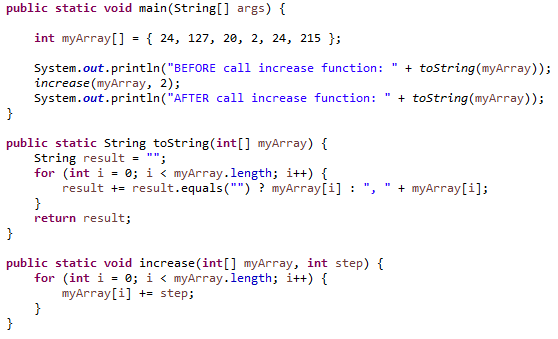 public static void main(String[] args) {
int myArray[] = { 24, 127, 20, 2, 24, 215 };
System.out.println("BEFORE call increase function: " + toString(myArray));
increase(myArray, 2);
System.out.println("AFTER call increase function: " + toString(myArray));
}
public static String toString(int[] myArray) {
String result = "";
for (int i = 0; i < myArray.length; i++) {
result += result.equals("") ? myArray[i] : ", " + myArray[i];
}
return result;
}
public static void increase(int[] myArray, int step) {
for (int i = 0; i < myArray.length; i++) {
myArray[i] += step;
}
}